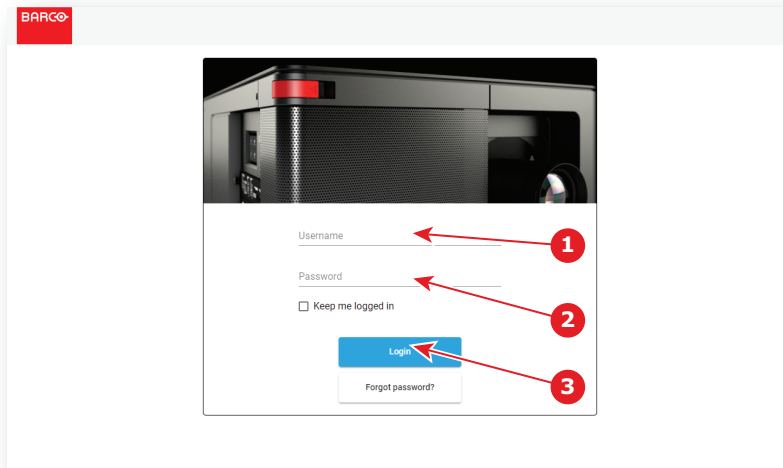 BARCO
Username
1
Password
2
Keep me logged in
Login
3
Forgot password?